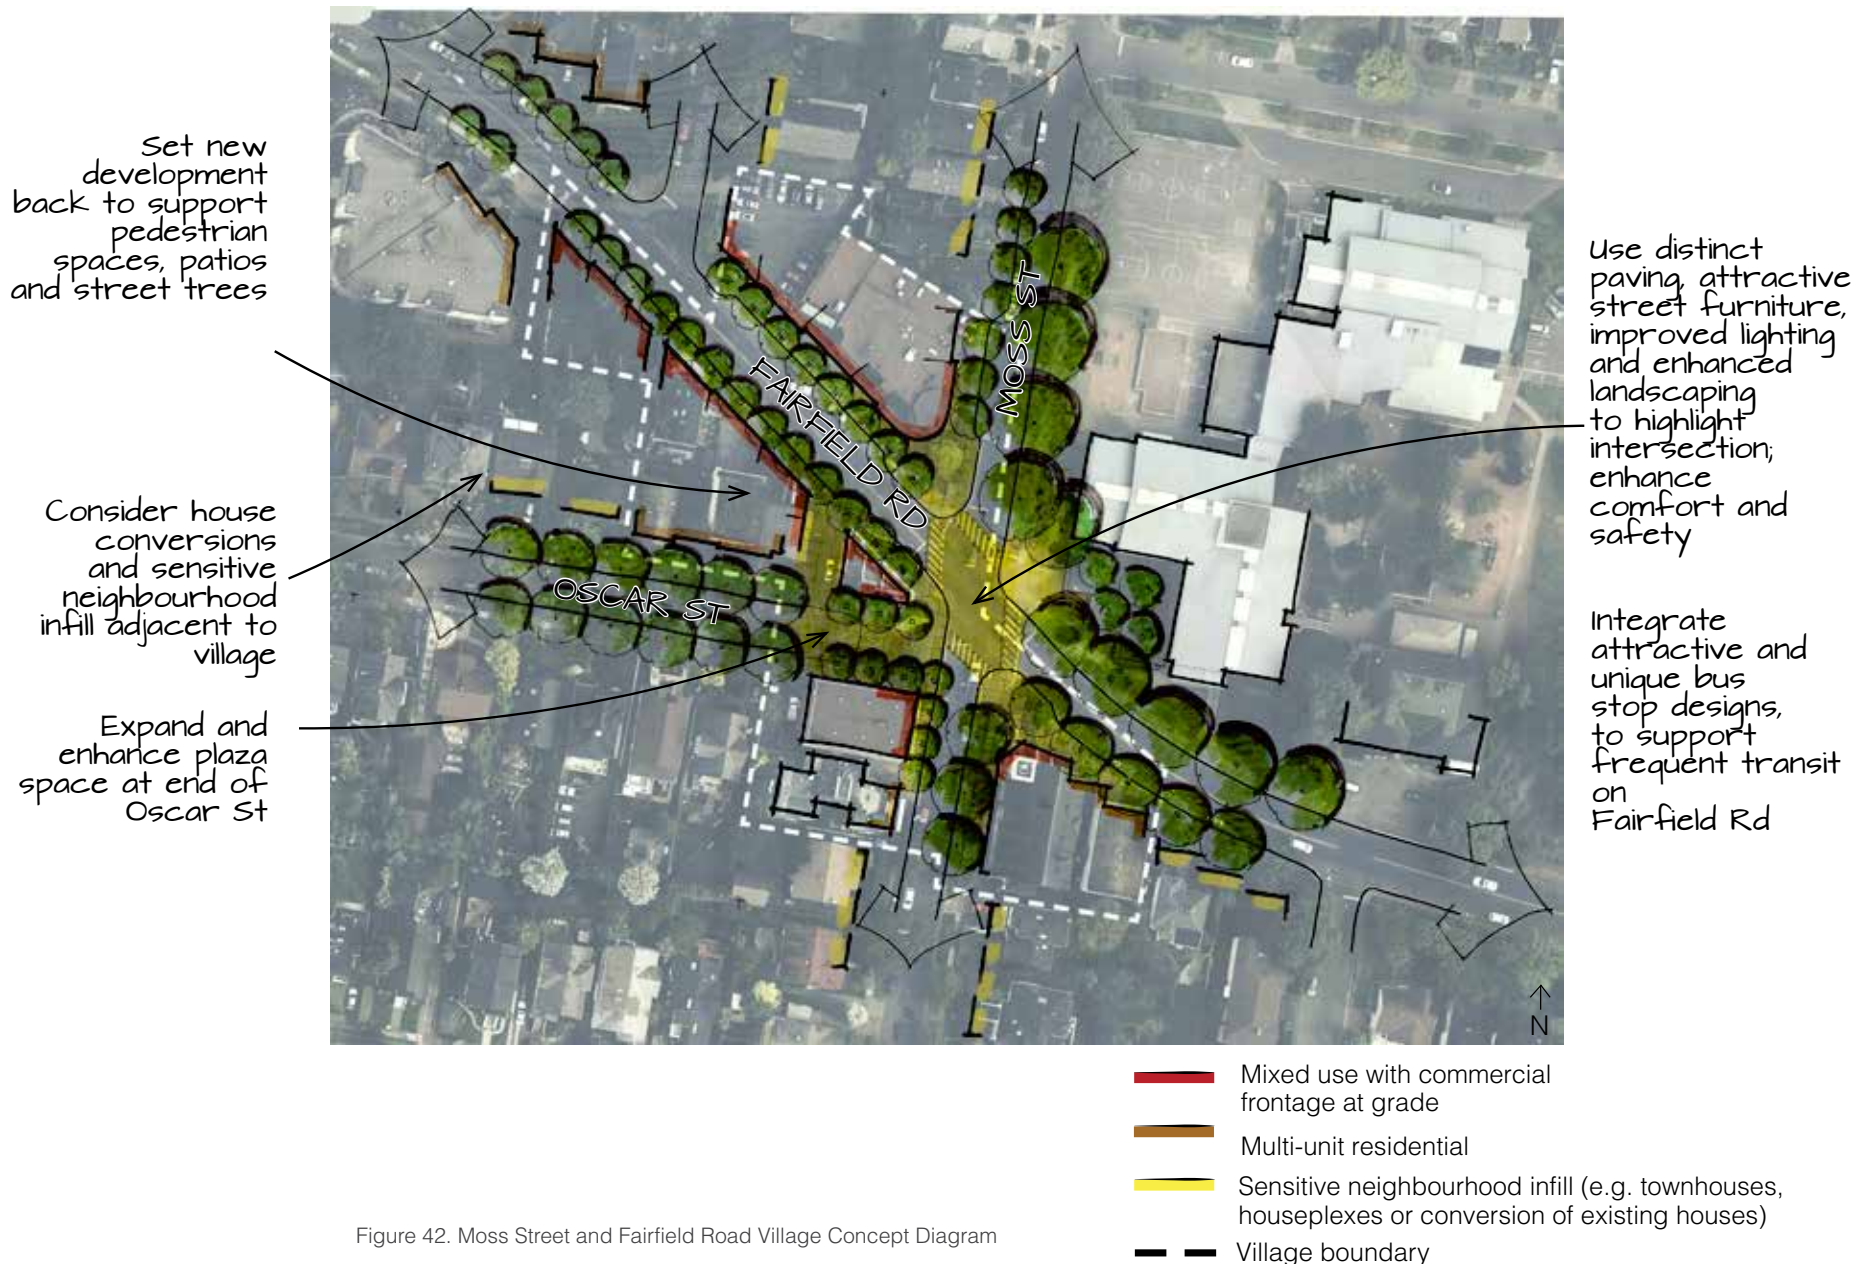 Set new
development
back to support
pedestrian
spaces, patios
and street trees
Consider house
conversions
and sensitive
neighbourhood
infill adjacent to
village
Expand and
enhance plaza
space at end of
Oscar St
MOSS ST
FAIRFIELD RD
OSCAR ST
N
Use distinct
paving, attractive
street furniture,
improved lighting
and enhanced
landscaping
to highlight
intersection;
enhance
comfort and
safety
Integrate
attractive and
unique bus
stop designs,
to support
frequent transit
on
Fairfield Rd
Mixed use with commercial
frontage at grade
Multi-unit residential
Sensitive neighbourhood infill (e.g. townhouses,
houseplexes or conversion of existing houses)
Village boundary
Figure 42. Moss Street and Fairfield Road Village Concept Diagram